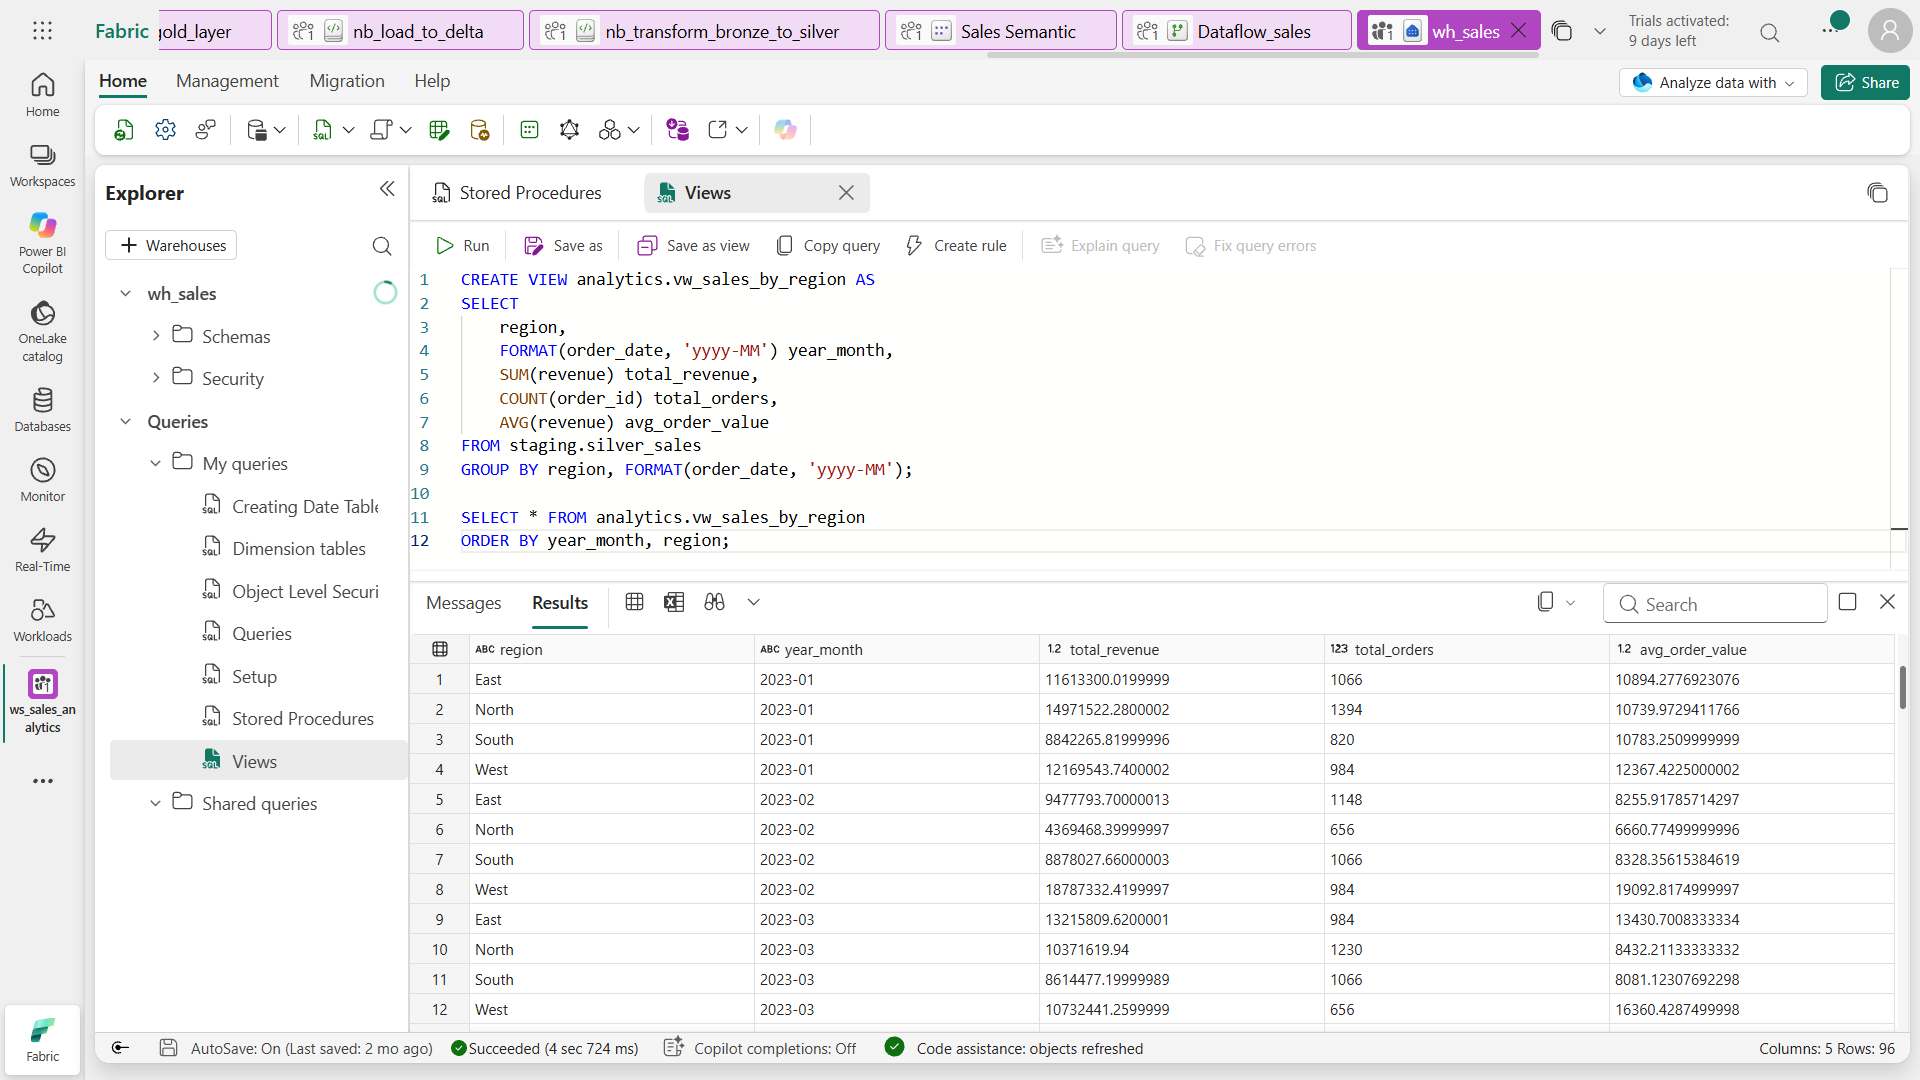 Fabric
gold_layer
nb_load_to_delta
nb_transform_bronze_to_silver
Sales Semantic
Dataflow_sales
wh_sales
Trials activated:
9 days left
Home
Management
Migration
Help
Analyze data with
Share
Home
Workspaces
Power BI
Copilot
OneLake
catalog
Databases
Monitor
Real-Time
Workloads
ws_sales_an
alytics
Fabric
Explorer
Warehouses
wh_sales
Schemas
Security
Queries
My queries
Creating Date Table
Dimension tables
Object Level Securi
Queries
Setup
Stored Procedures
Views
Shared queries
Stored Procedures
Views
Run
Save as
Save as view
Copy query
Create rule
Explain query
Fix query errors
1 CREATE VIEW analytics.vw_sales_by_region AS
2 SELECT
3 region,
4 FORMAT(order_date, 'yyyy-MM') year_month,
5 SUM(revenue) total_revenue,
6 COUNT(order_id) total_orders,
7 AVG(revenue) avg_order_value
8 FROM staging.silver_sales
9 GROUP BY region, FORMAT(order_date, 'yyyy-MM');
10
11 SELECT * FROM analytics.vw_sales_by_region
12 ORDER BY year_month, region;
Messages
Results
Search
ABC region ABC year_month 1.2 total_revenue 123 total_orders 1.2 avg_order_value
1 East 2023-01 11613300.0199999 1066 10894.2776923076
2 North 2023-01 14971522.2800002 1394 10739.9729411766
3 South 2023-01 8842265.81999996 820 10783.2509999999
4 West 2023-01 12169543.7400002 984 12367.4225000002
5 East 2023-02 9477793.70000013 1148 8255.91785714297
6 North 2023-02 4369468.39999997 656 6660.77499999996
7 South 2023-02 8878027.66000003 1066 8328.35615384619
8 West 2023-02 18787332.4199997 984 19092.8174999997
9 East 2023-03 13215809.6200001 984 13430.7008333334
10 North 2023-03 10371619.94 1230 8432.21133333332
11 South 2023-03 8614477.19999989 1066 8081.12307692298
12 West 2023-03 10732441.2599999 656 16360.4287499998
AutoSave: On (Last saved: 2 mo ago)
Succeeded (4 sec 724 ms)
Copilot completions: Off
Code assistance: objects refreshed
Columns: 5 Rows: 96